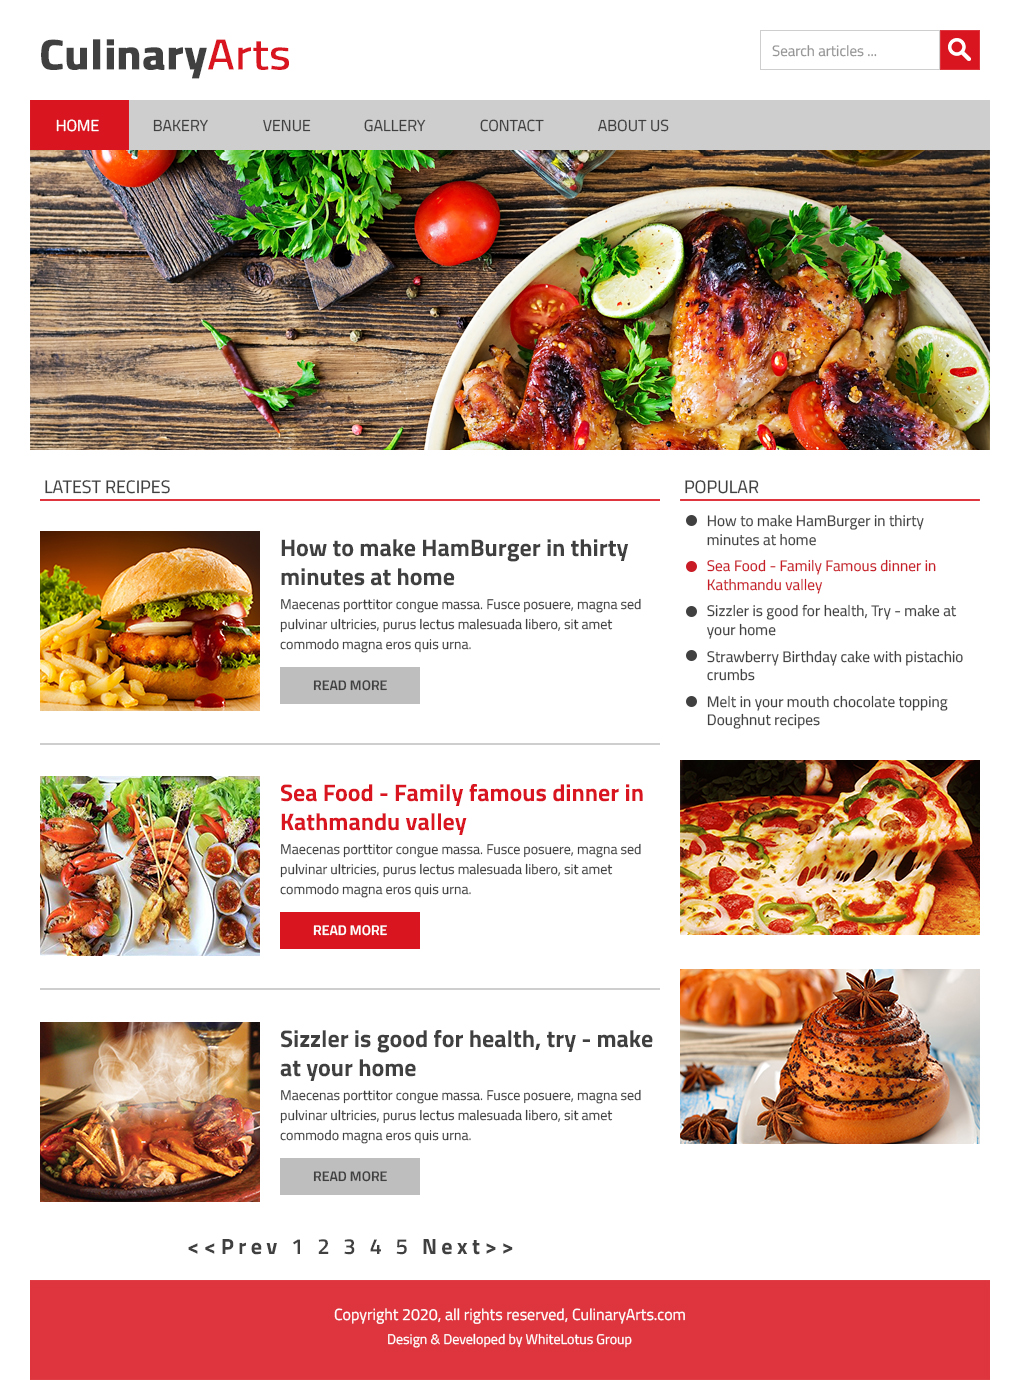 CulinaryArts
Search articles ...
HOME BAKERY VENUE GALLERY CONTACT ABOUT US
LATEST RECIPES
How to make HamBurger in thirty
minutes at home
Maecenas porttitor congue massa. Fusce posuere, magna sed
pulvinar ultricies, purus lectus malesuada libero, sit amet
commodo magna eros quis urna.
READ MORE
Sea Food - Family famous dinner in
Kathmandu valley
Maecenas porttitor congue massa. Fusce posuere, magna sed
pulvinar ultricies, purus lectus malesuada libero, sit amet
commodo magna eros quis urna.
READ MORE
Sizzler is good for health, try - make
at your home
Maecenas porttitor congue massa. Fusce posuere, magna sed
pulvinar ultricies, purus lectus malesuada libero, sit amet
commodo magna eros quis urna.
READ MORE
<<Prev 1 2 3 4 5 Next>>
POPULAR
How to make HamBurger in thirty
minutes at home
Sea Food - Family Famous dinner in
Kathmandu valley
Sizzler is good for health, Try - make at
your home
Strawberry Birthday cake with pistachio
crumbs
Melt in your mouth chocolate topping
Doughnut recipes
Copyright 2020, all rights reserved, CulinaryArts.com
Design & Developed by WhiteLotus Group